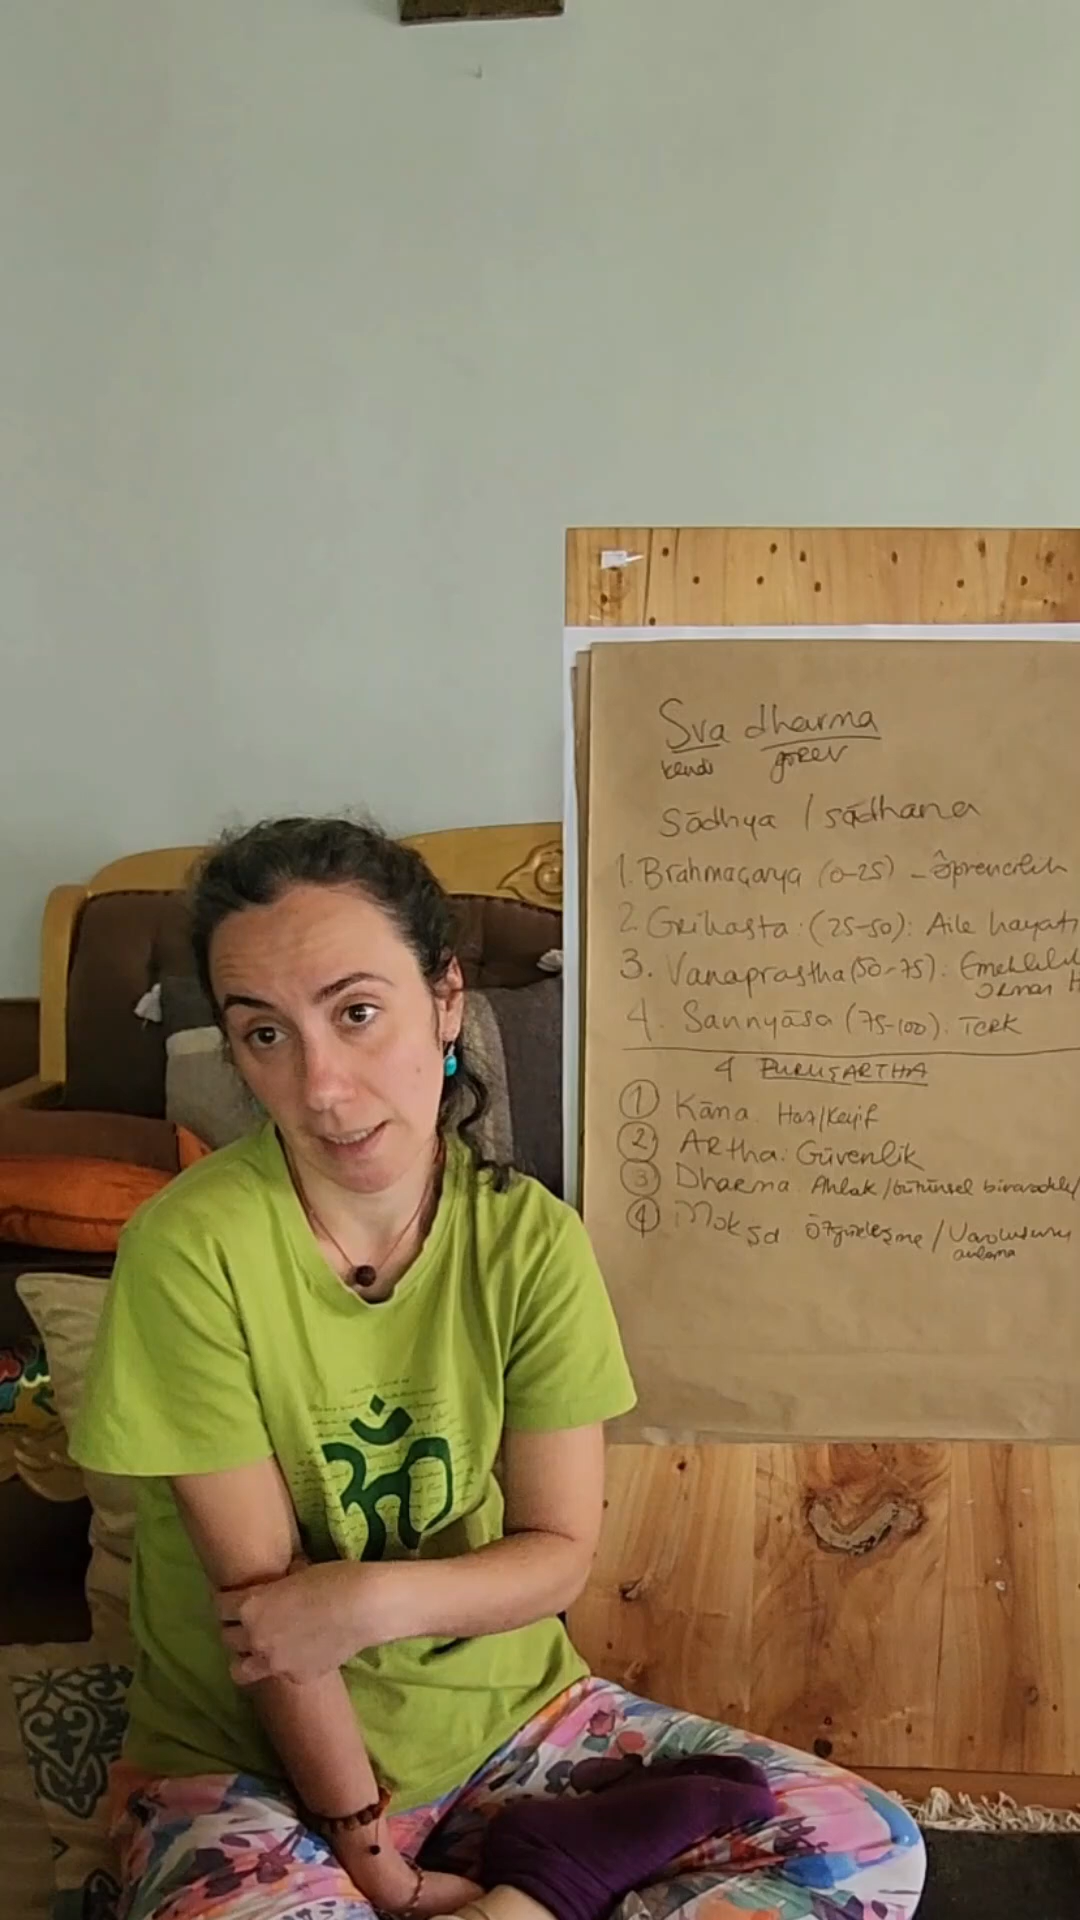 Sva dharma
kendi görev
Sādhya / sādhana
1. Brahmaçarya (0-25) - Öğrencilik
2. Grihasta: (25-50): Aile hayatı
3. Vanaprastha (50-75): Emeklilik
Orman H
4. Sannyāsa (75-100): TERK
4 PURUŞARTHA
1 Kāma: Haz/Keyif
2 ARtha: Güvenlik
3 Dharma: Ahlak /bütünsel
4 Mokşa Özgürleşme / Varoluşunu
anlama
ॐ